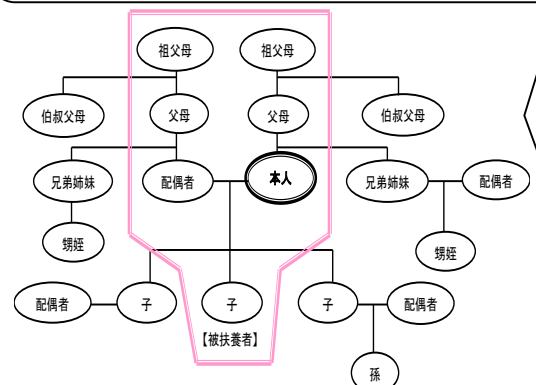 祖父母 祖父母
伯叔父母 父母 父母 伯叔父母
兄弟姉妹 配偶者 本人 兄弟姉妹 配偶者
甥姪 甥姪
配偶者 子 子 子 配偶者
【被扶養者】
孫